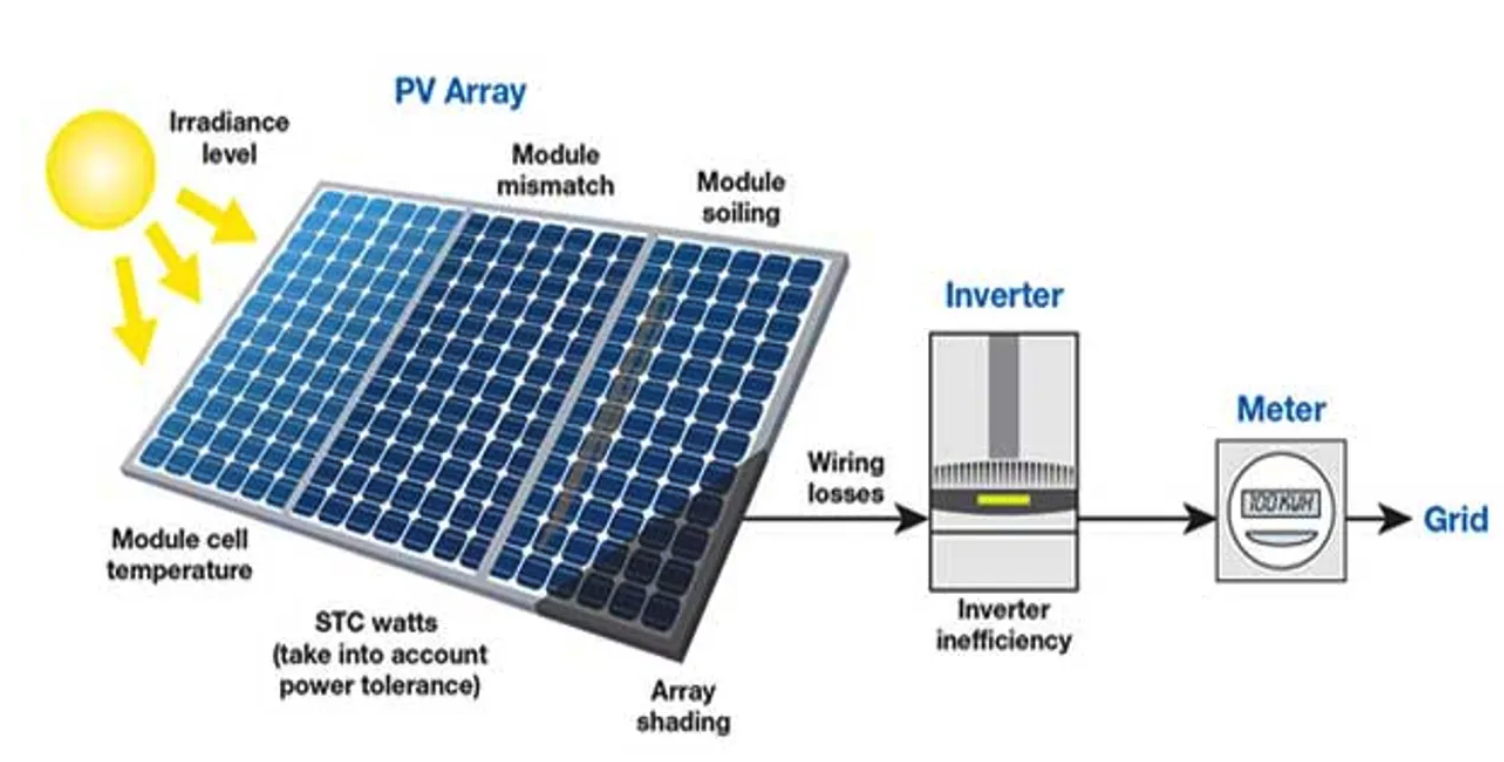 PV Array
Irradiance
level
Module
mismatch
Module
soiling
Inverter
Meter
Wiring
losses
100 KWH
Grid
Module cell
temperature
STC watts
(take into account
power tolerance)
Inverter
inefficiency
Array
shading